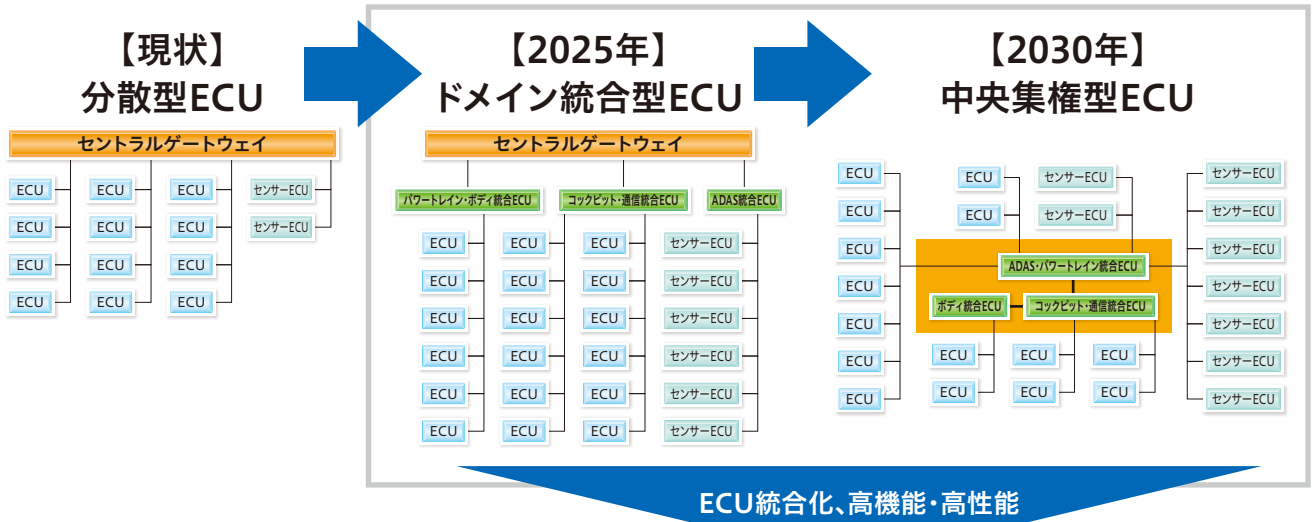 【現状】
分散型ECU
セントラルゲートウェイ
ECU ECU ECU センサーECU
ECU ECU ECU センサーECU
ECU ECU ECU
ECU ECU ECU
【2025年】
ドメイン統合型ECU
セントラルゲートウェイ
パワートレイン・ボディ統合ECU コックピット・通信統合ECU ADAS統合ECU
ECU ECU ECU センサーECU
ECU ECU ECU センサーECU
ECU ECU ECU センサーECU
ECU ECU ECU センサーECU
ECU ECU ECU センサーECU
ECU ECU ECU センサーECU
【2030年】
中央集権型ECU
ECU ECU センサーECU センサーECU
ECU ECU センサーECU センサーECU
ECU センサーECU
ADAS・パワートレイン統合ECU
ECU センサーECU
ボディ統合ECU コックピット・通信統合ECU
ECU センサーECU
ECU ECU ECU ECU センサーECU
ECU ECU ECU ECU センサーECU
ECU統合化、高機能・高性能